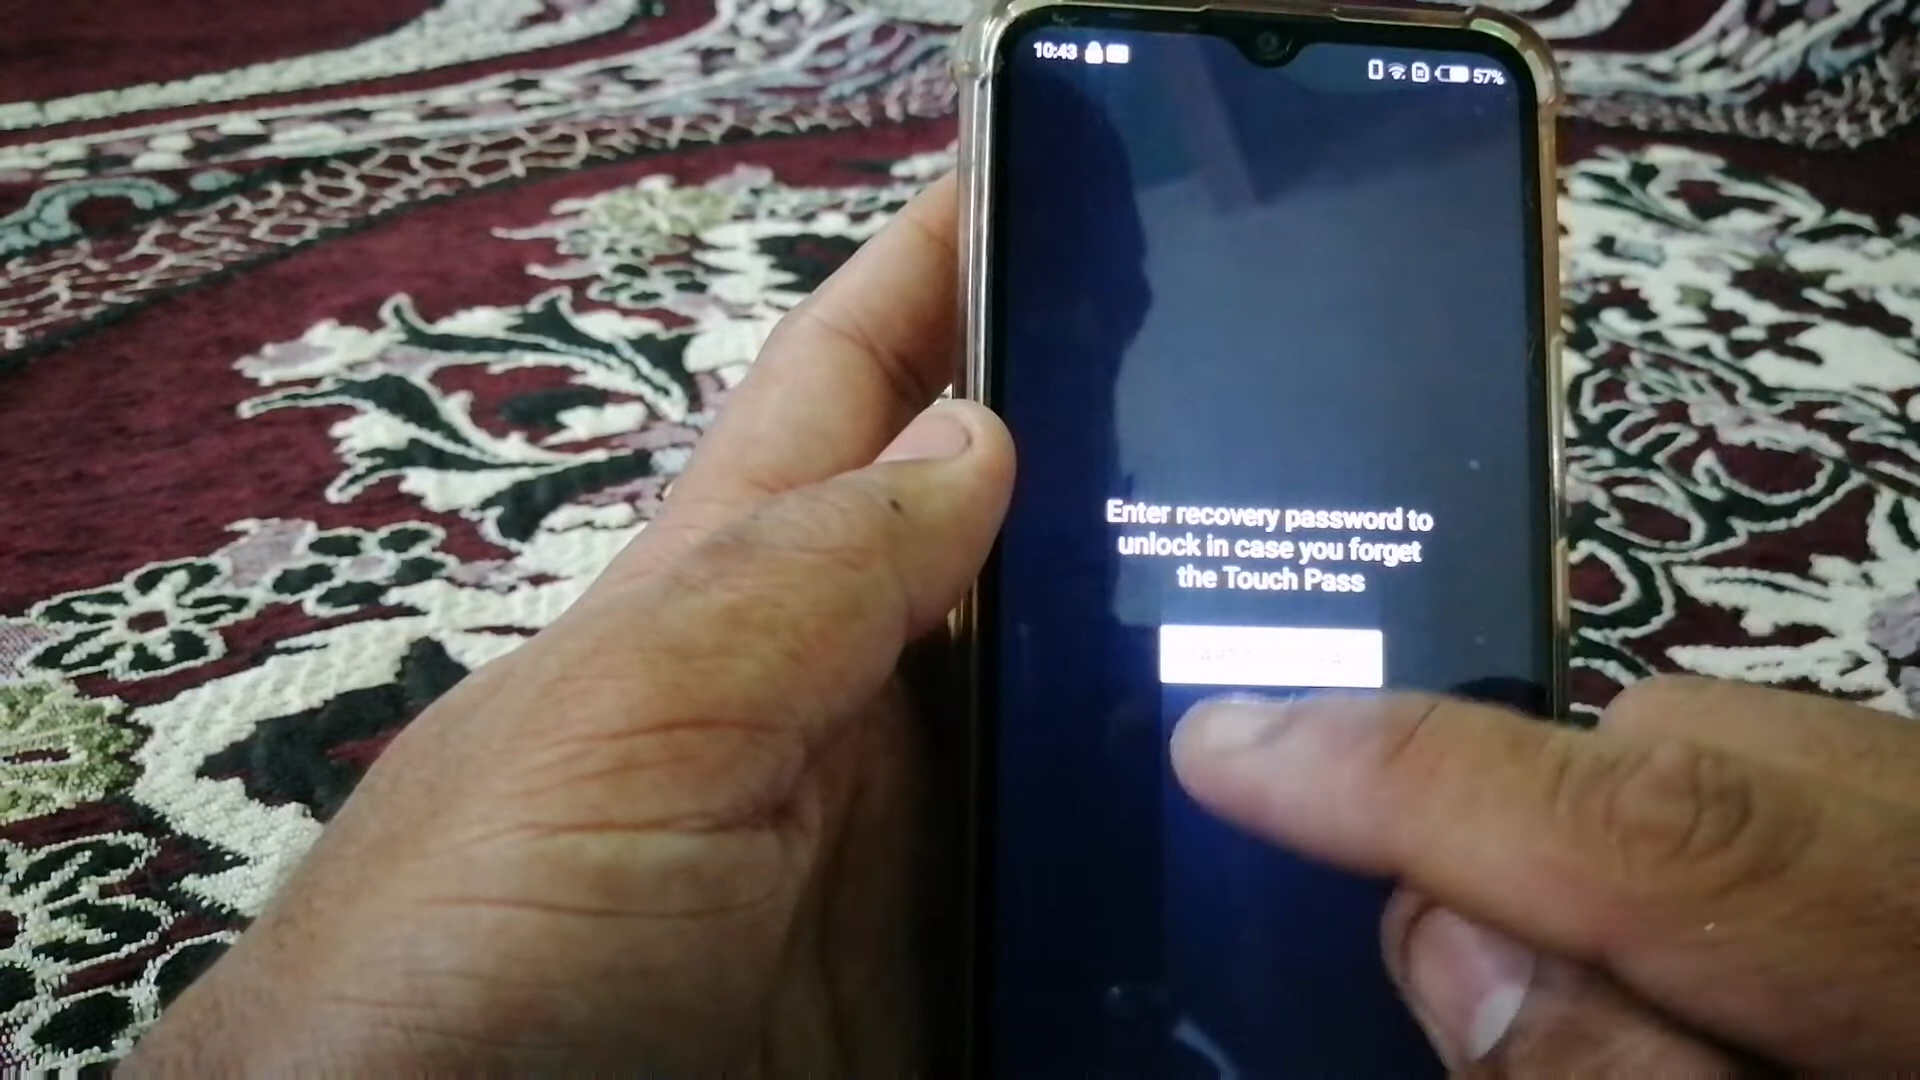 10:43
57%
Enter recovery password to
unlock in case you forget
the Touch Pass